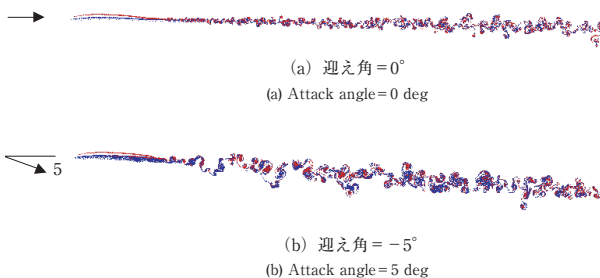 (a) 迎え角=0°
(a) Attack angle=0 deg
5
(b) 迎え角=-5°
(b) Attack angle=5 deg